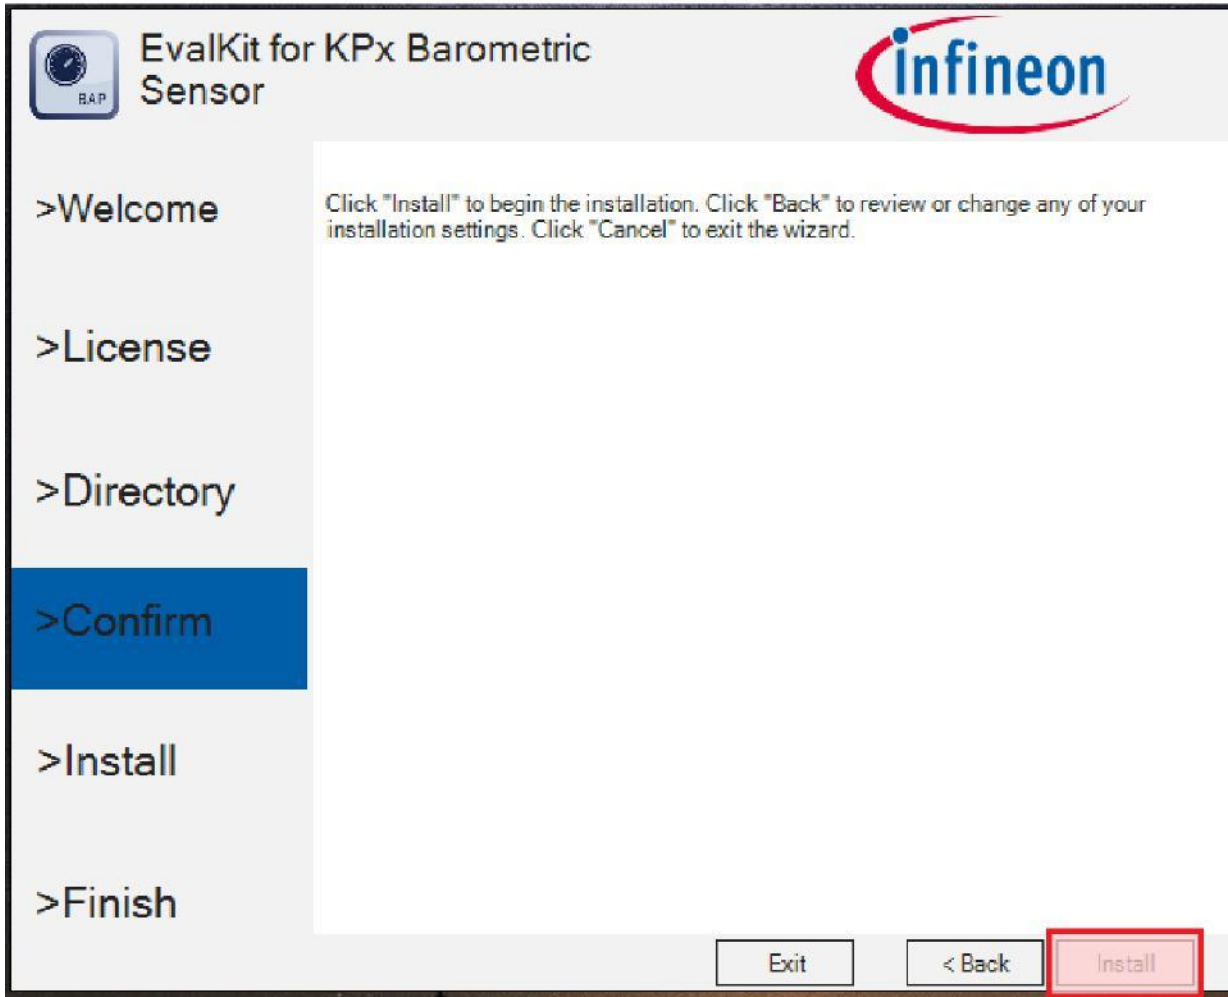 EvalKit for KPx Barometric
Sensor
BAP
infineon
>Welcome
Click "Install" to begin the installation. Click "Back" to review or change any of your
installation settings. Click "Cancel" to exit the wizard.
>License
>Directory
>Confirm
>Install
>Finish
Exit
< Back
Install